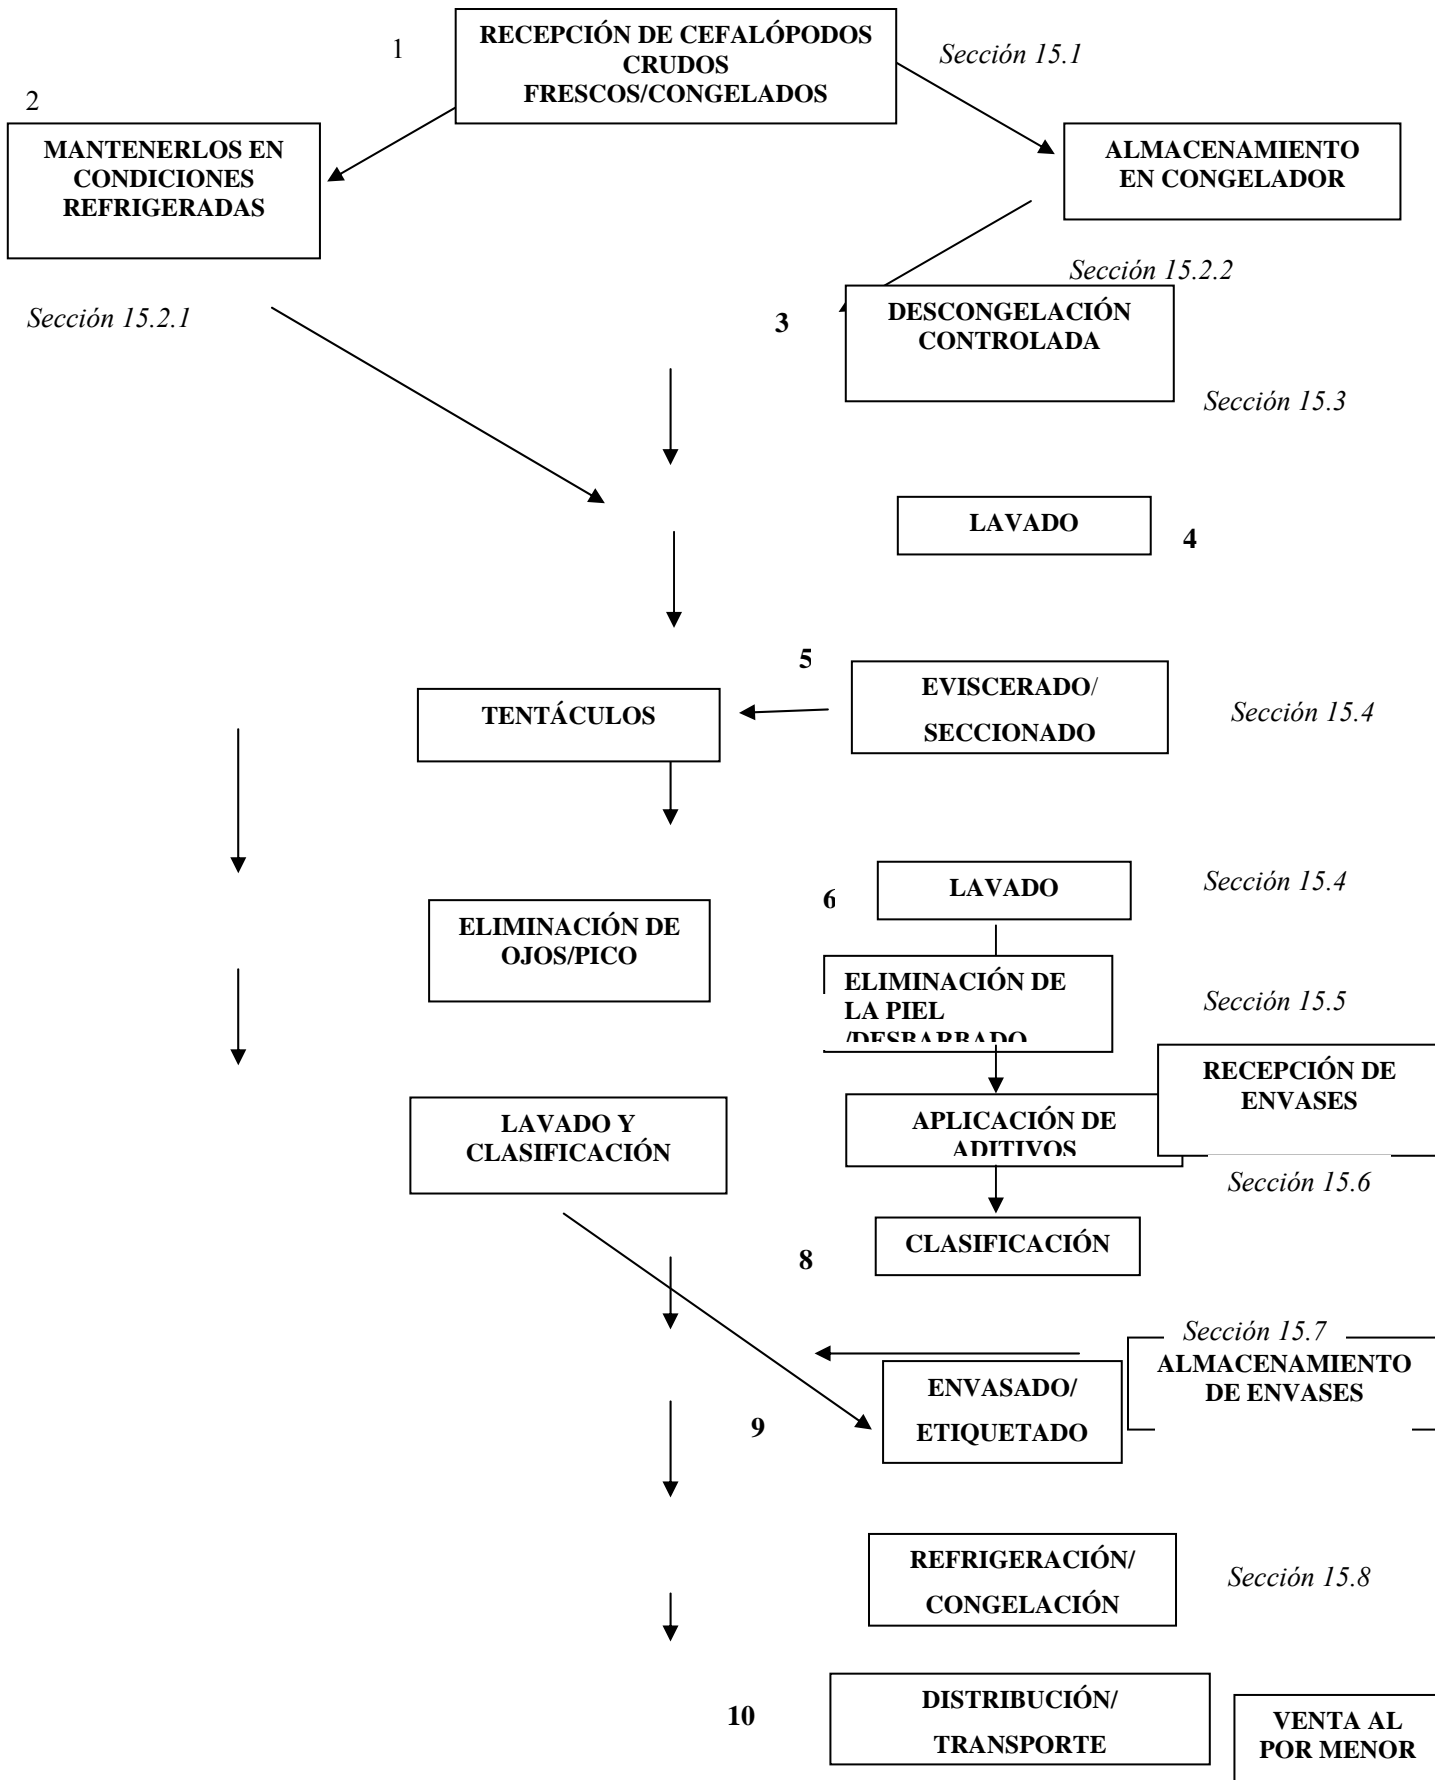 1
RECEPCIÓN DE CEFALÓPODOS
CRUDOS
FRESCOS/CONGELADOS
Sección 15.1
2
MANTENERLOS EN
CONDICIONES
REFRIGERADAS
ALMACENAMIENTO
EN CONGELADOR
Sección 15.2.2
Sección 15.2.1
3
DESCONGELACIÓN
CONTROLADA
Sección 15.3
LAVADO
4
5
EVISCERADO/
SECCIONADO
TENTÁCULOS
Sección 15.4
6
LAVADO
Sección 15.4
ELIMINACIÓN DE
OJOS/PICO
ELIMINACIÓN DE
LA PIEL
/DESBARBADO
Sección 15.5
RECEPCIÓN DE
ENVASES
LAVADO Y
CLASIFICACIÓN
APLICACIÓN DE
ADITIVOS
Sección 15.6
8
CLASIFICACIÓN
Sección 15.7
ALMACENAMIENTO
DE ENVASES
9
ENVASADO/
ETIQUETADO
REFRIGERACIÓN/
CONGELACIÓN
Sección 15.8
10
DISTRIBUCIÓN/
TRANSPORTE
VENTA AL
POR MENOR